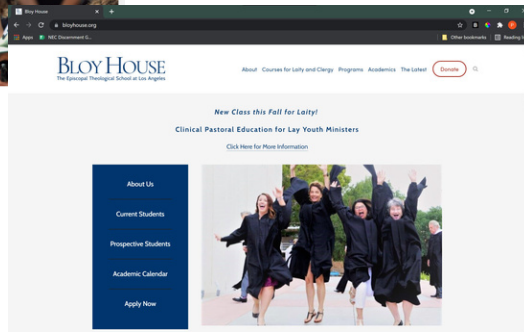 Bloy House
bloyhouse.org
Apps NEC Discernment G... Other bookmarks Reading li
BLOY HOUSE
The Episcopal Theological School at Los Angeles
About Courses for Laity and Clergy Programs Academics The Latest Donate
New Class this Fall for Laity!
Clinical Pastoral Education for Lay Youth Ministers
Click Here for More Information
About Us
Current Students
Prospective Students
Academic Calendar
Apply Now